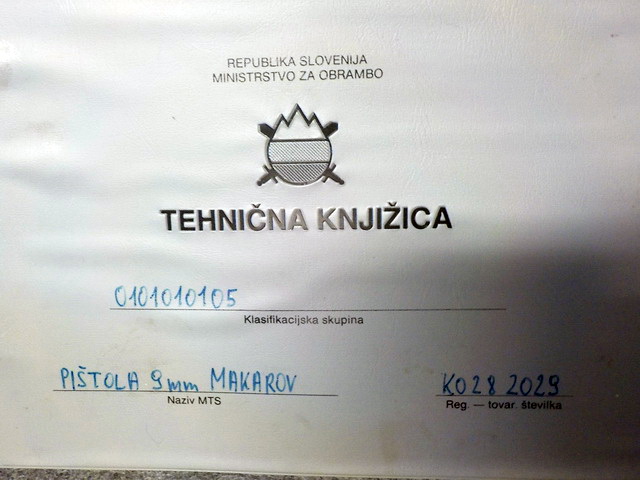 REPUBLIKA SLOVENIJA
MINISTRSTVO ZA OBRAMBO
TEHNIČNA KNJIŽICA
0101010105
Klasifikacijska skupina
PIŠTOLA 9mm MAKAROV
Naziv MTS
KO28 2029
Reg. — tovar. številka